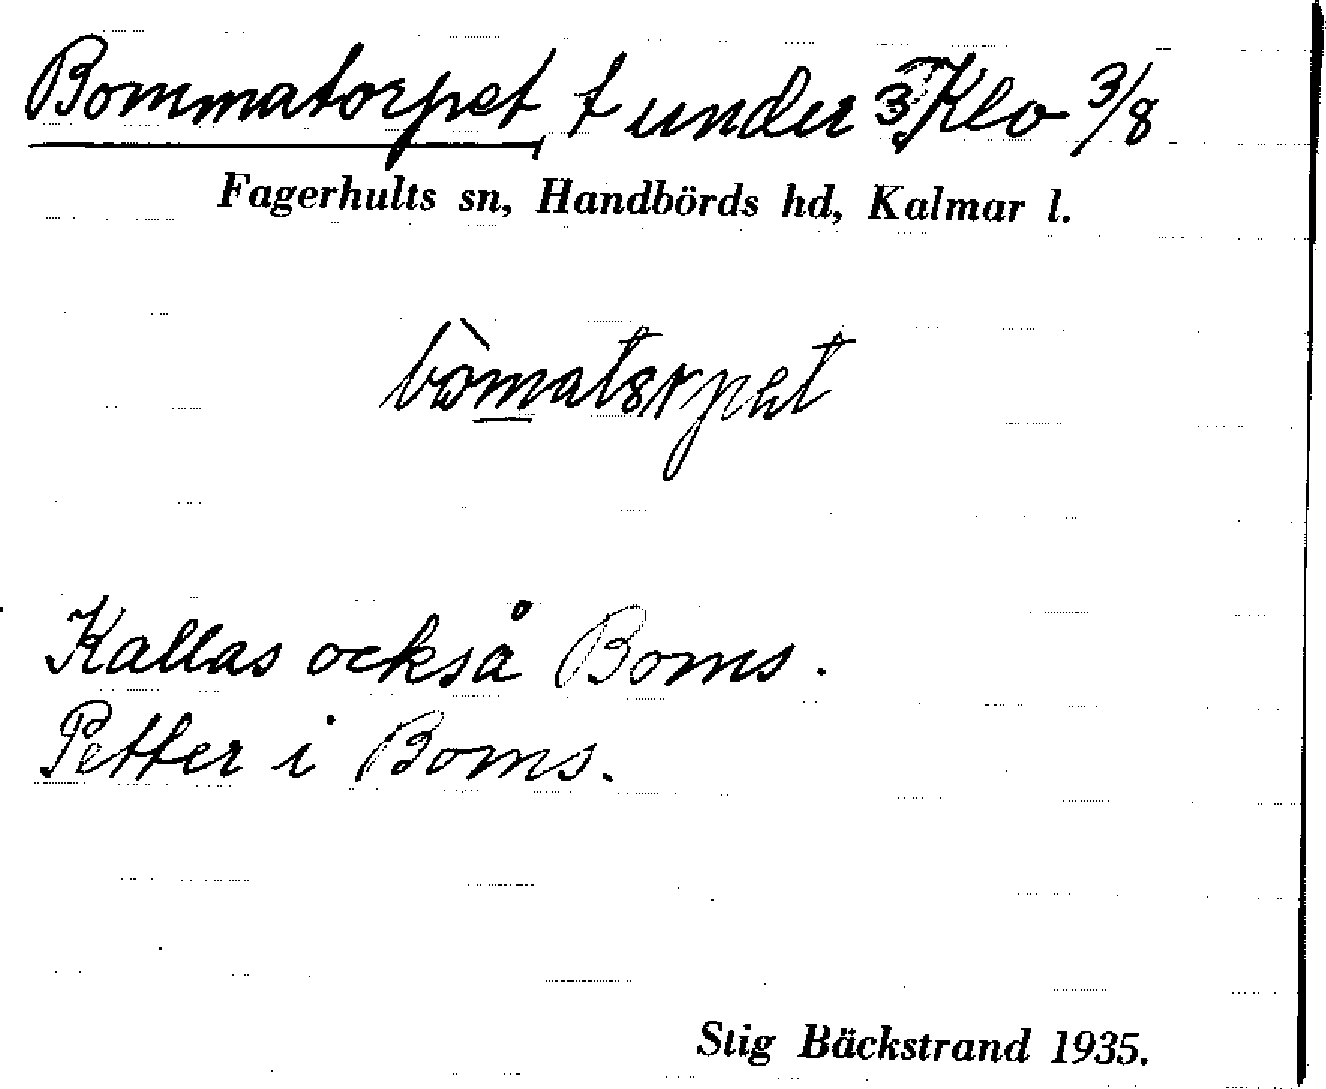 Bommatorpet t under 3 Klo 3/8
Fagerhults sn, Handbörds hd, Kalmar l.
Kallas också Boms.
Petter i Boms.
Stig Bäckstrand 1935.